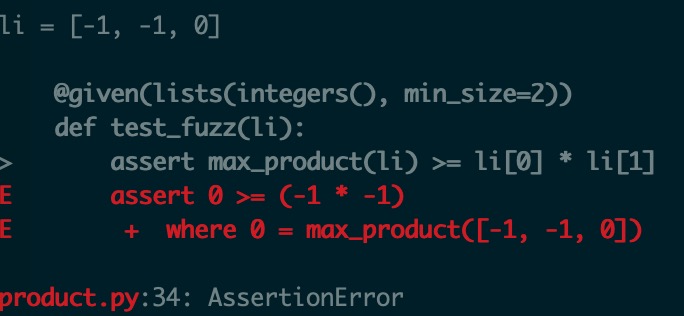 li = [-1, -1, 0]
@given(lists(integers(), min_size=2))
def test_fuzz(li):
> assert max_product(li) >= li[0] * li[1]
E assert 0 >= (-1 * -1)
E + where 0 = max_product([-1, -1, 0])
product.py:34: AssertionError